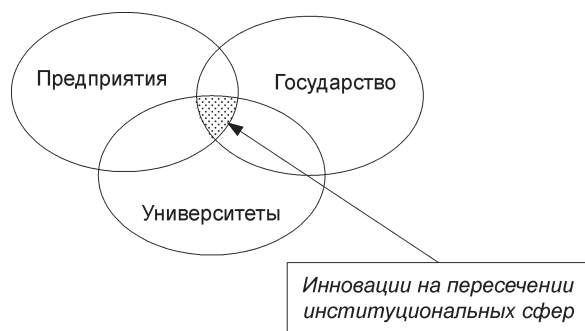 Предприятия
Государство
Университеты
Инновации на пересечении
институциональных сфер